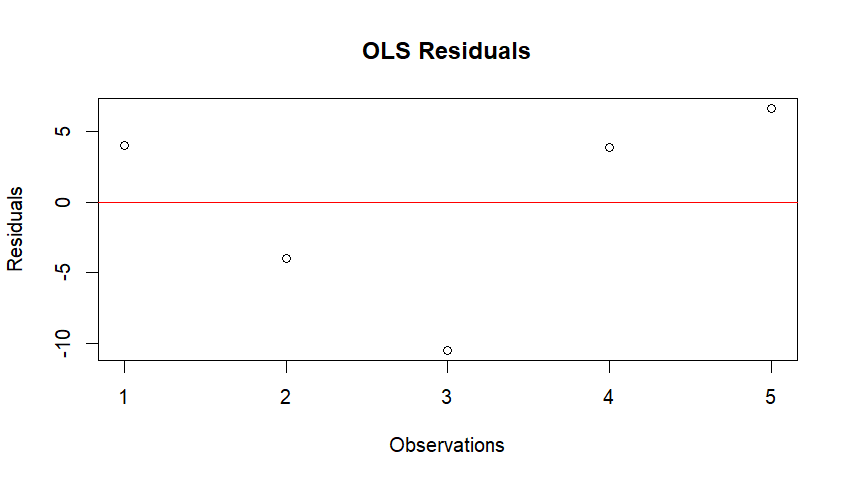 OLS Residuals
5
0
-5
-10
Residuals
1 2 3 4 5
Observations